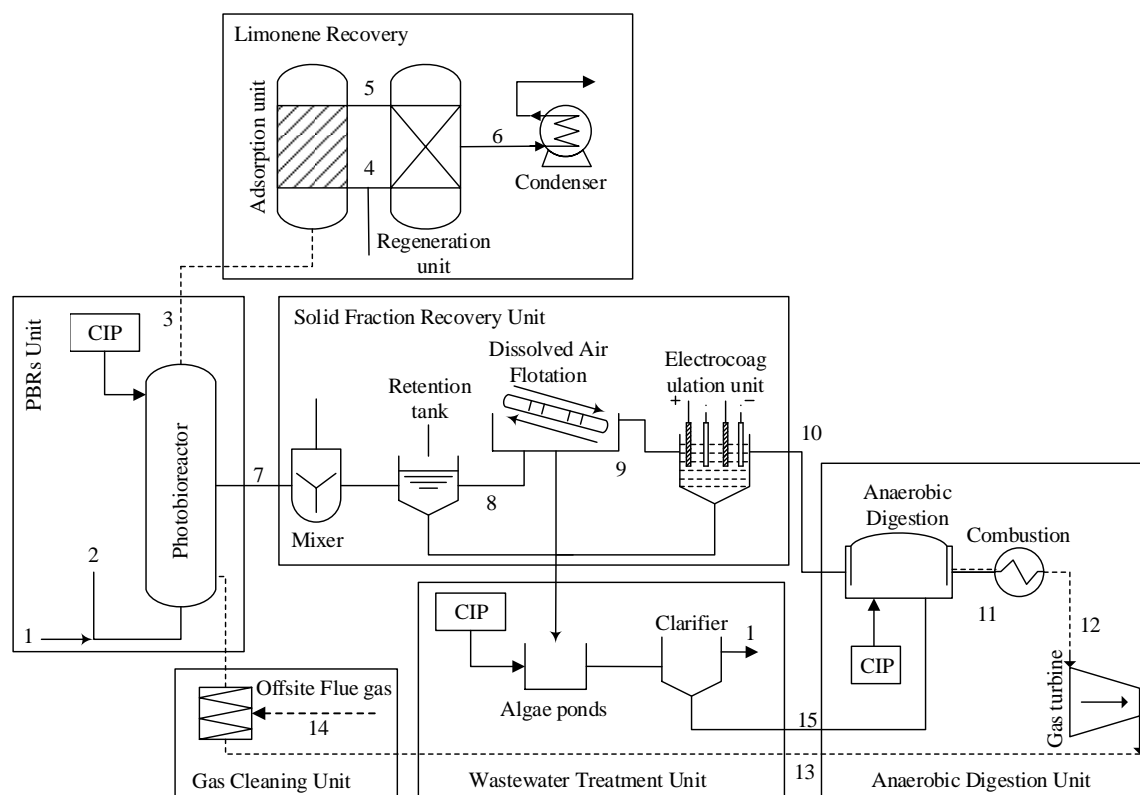 Limonene Recovery
Adsorption unit
5
4
6
Condenser
Regeneration
unit
PBRs Unit
CIP
3
Photobioreactor
2
1
7
Solid Fraction Recovery Unit
Dissolved Air
Flotation
Electrocoag
ulation unit
+
-
Retention
tank
Mixer
8
9
10
Anaerobic
Digestion
Combustion
11
12
CIP
Gas turbine
Anaerobic Digestion Unit
CIP
Clarifier
1
Algae ponds
15
13
Wastewater Treatment Unit
Offsite Flue gas
14
Gas Cleaning Unit